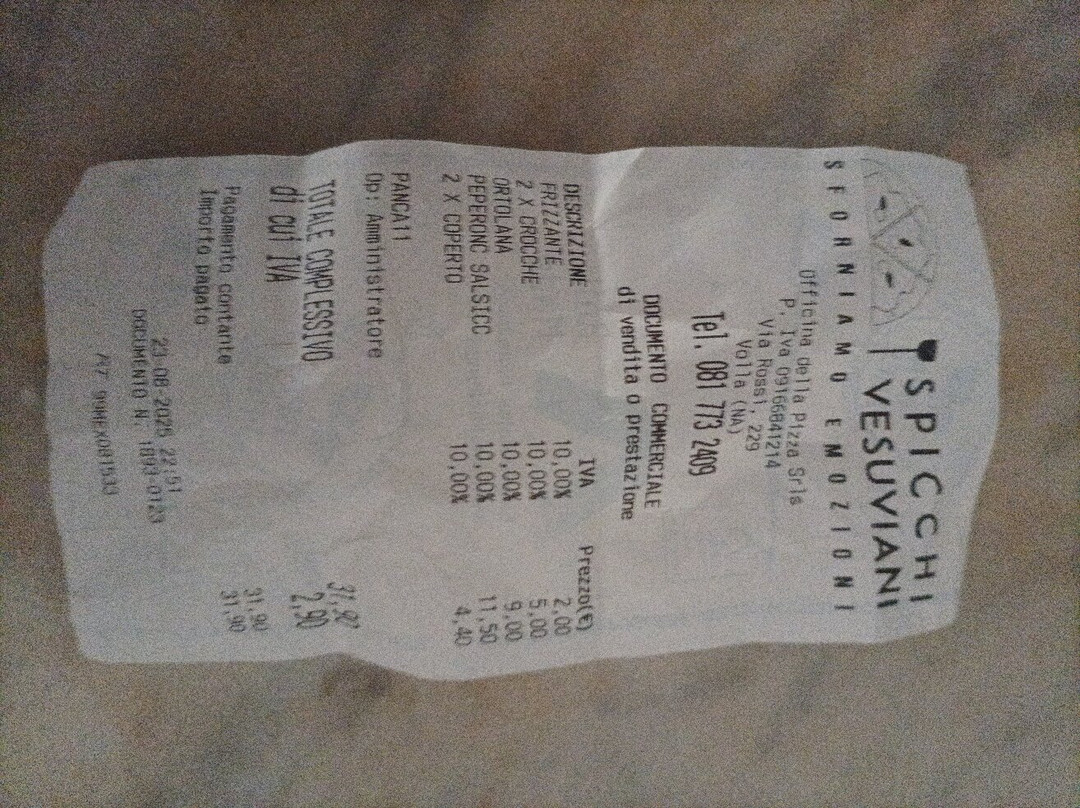 SPICCHI
VESUVIANI
SFORNIAMO EMOZIONI
Officina della Pizza Srls
P. Iva 09166841214
Via Rossi, 229
Volla (NA)
Tel. 081 773 2409
DOCUMENTO COMMERCIALE
di vendita o prestazione
DESCRIZIONE IVA Prezzo(€)
FRIZZANTE 10,00% 2,00
2 X CROCCHE 10,00% 5,00
ORTOLANA 10,00% 9,00
PEPERONC SALSICC 10,00% 11,50
2 X COPERTO 10,00% 4,40
PANCA11
Op: Amministratore
TOTALE COMPLESSIVO 31,90
di cui IVA 2,90
Pagamento contante 31,90
Importo pagato 31,90
23-08-2025 22:51
DOCUMENTO N. 1893-0123